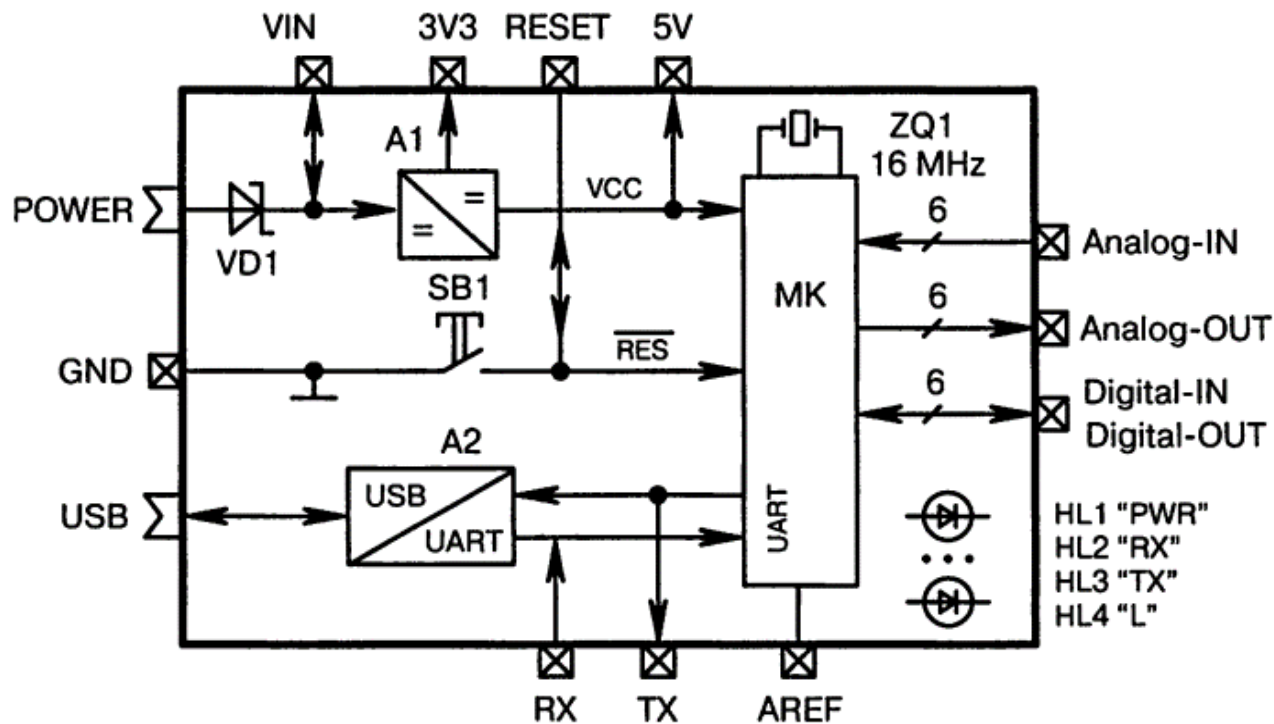 VIN
3V3
RESET
5V
A1
ZQ1
16 MHz
POWER
=
=
VCC
6
Analog-IN
VD1
SB1
MK
6
Analog-OUT
GND
RES
6
Digital-IN
Digital-OUT
A2
USB
USB
UART
UART
HL1 “PWR”
HL2 “RX”
HL3 “TX”
HL4 “L”
RX
TX
AREF